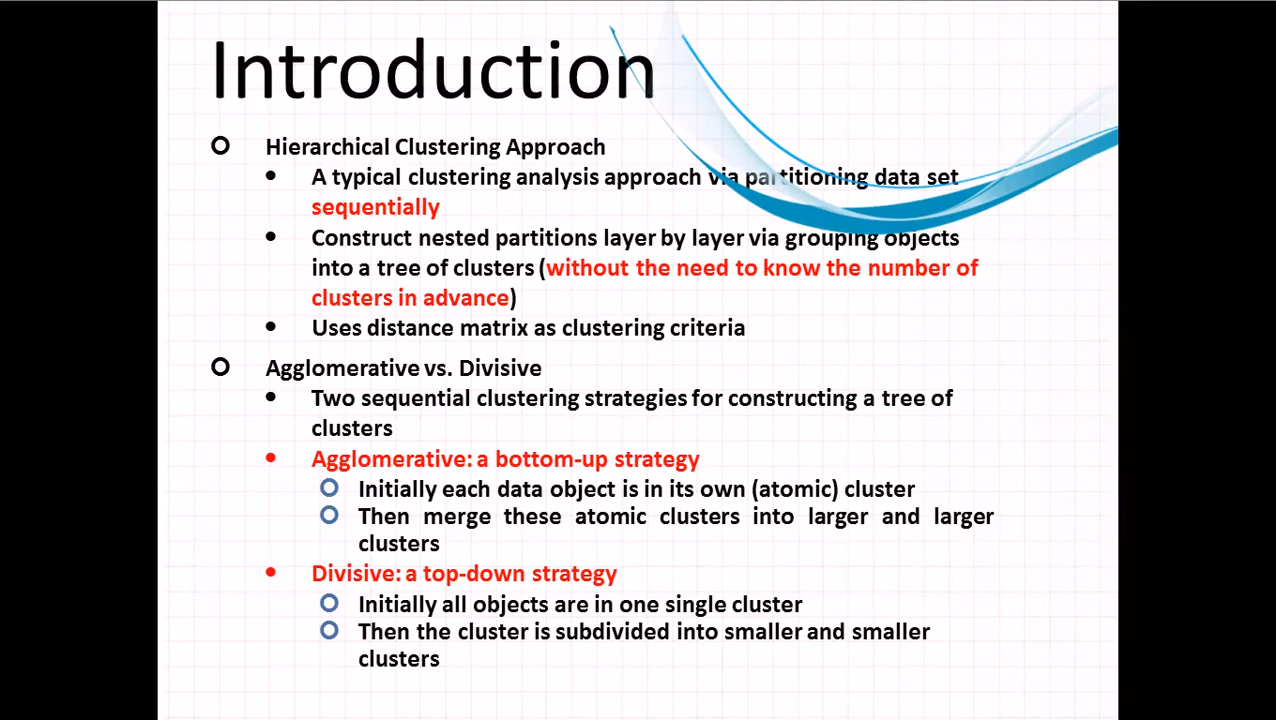 Introduction
Hierarchical Clustering Approach
A typical clustering analysis approach via partitioning data set
sequentially
Construct nested partitions layer by layer via grouping objects
into a tree of clusters (without the need to know the number of
clusters in advance)
Uses distance matrix as clustering criteria
Agglomerative vs. Divisive
Two sequential clustering strategies for constructing a tree of
clusters
Agglomerative: a bottom-up strategy
Initially each data object is in its own (atomic) cluster
Then merge these atomic clusters into larger and larger
clusters
Divisive: a top-down strategy
Initially all objects are in one single cluster
Then the cluster is subdivided into smaller and smaller
clusters